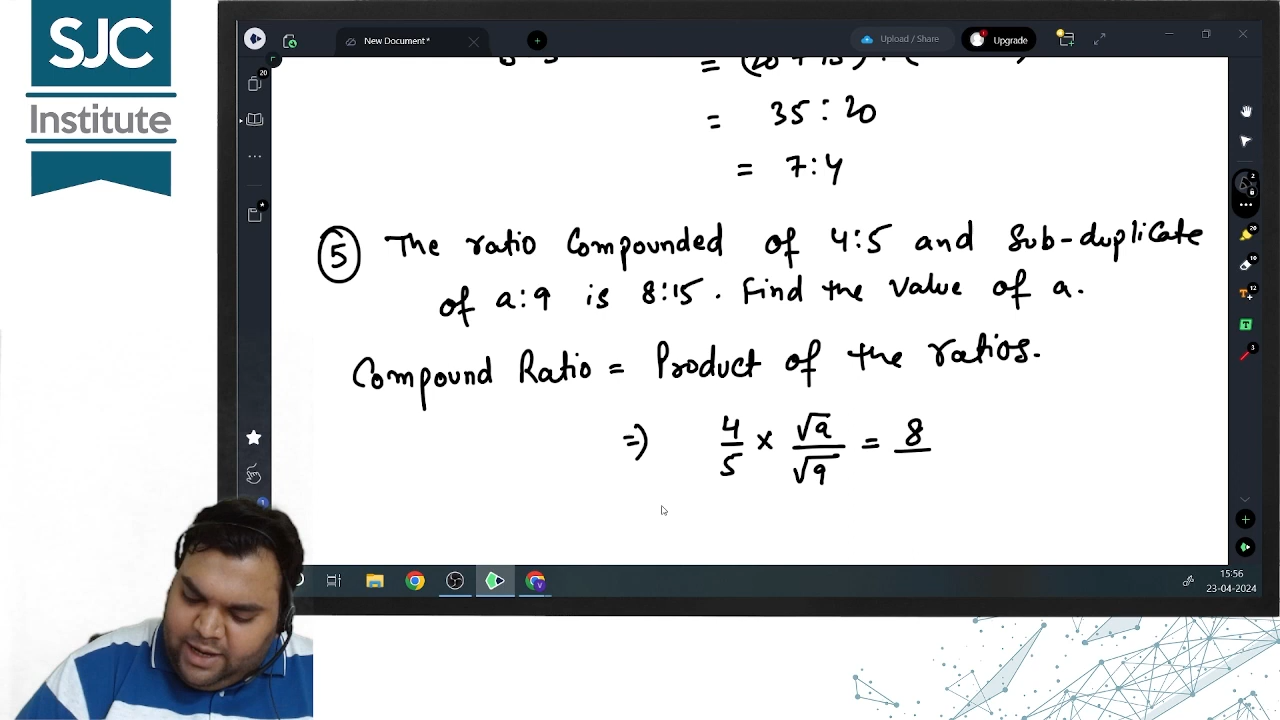 SJC
Institute
New Document*
Upload / Share
Upgrade
= (20 + 15) : (
= 35 : 20
= 7 : 4
5 The ratio Compounded of 4:5 and Sub-duplicate
of a:9 is 8:15. Find the value of a.
Compound Ratio = Product of the ratios.
⇒ 4/5 × √a/√9 = 8
15:56
23-04-2024